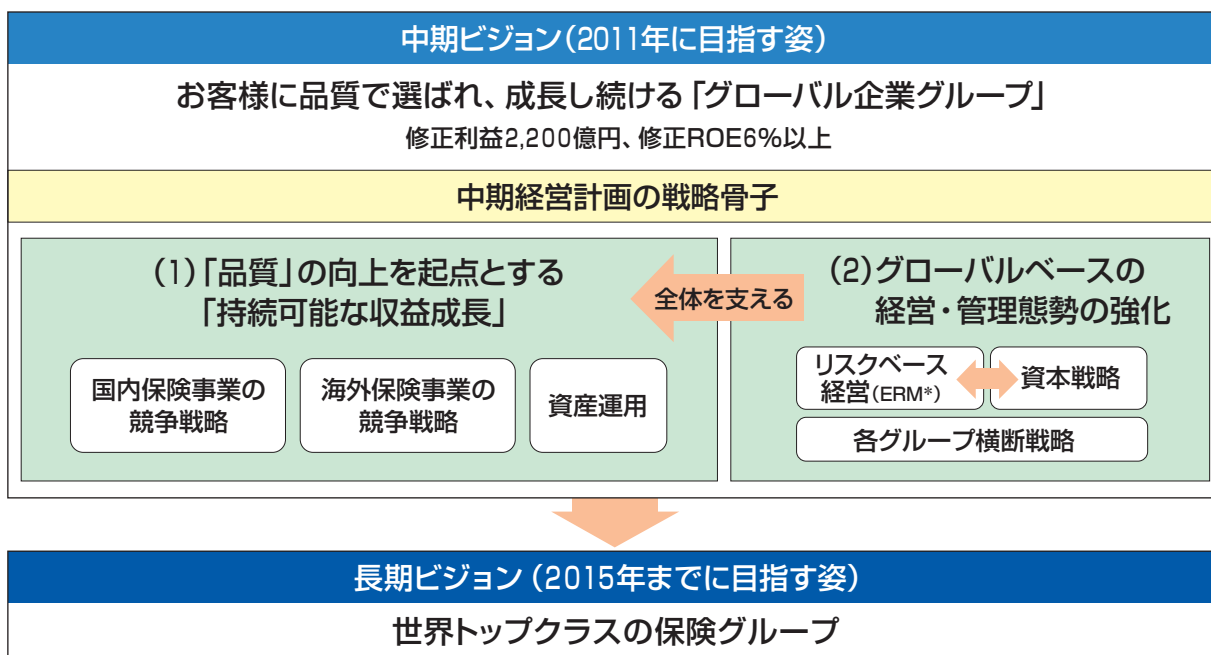 中期ビジョン(2011年に目指す姿)
お客様に品質で選ばれ、成長し続ける「グローバル企業グループ」
修正利益2,200億円、修正ROE6%以上
中期経営計画の戦略骨子
(1)「品質」の向上を起点とする
「持続可能な収益成長」
国内保険事業の
競争戦略
海外保険事業の
競争戦略
資産運用
全体を支える
(2)グローバルベースの
経営・管理態勢の強化
リスクベース
経営(ERM*)
資本戦略
各グループ横断戦略
長期ビジョン(2015年までに目指す姿)
世界トップクラスの保険グループ